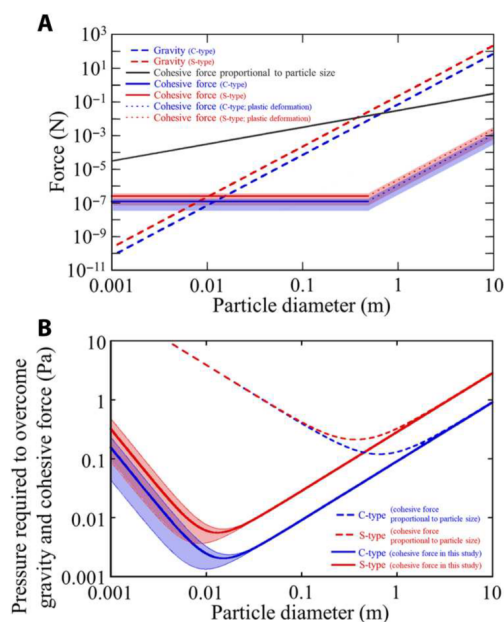 A
Force (N)
10³
10¹
10⁻¹
10⁻³
10⁻⁵
10⁻⁷
10⁻⁹
10⁻¹¹
Gravity (C-type)
Gravity (S-type)
Cohesive force proportional to particle size
Cohesive force (C-type)
Cohesive force (S-type)
Cohesive force (C-type; plastic deformation)
Cohesive force (S-type; plastic deformation)
0.001 0.01 0.1 1 10
Particle diameter (m)
B
Pressure required to overcome
gravity and cohesive force (Pa)
10
1
0.1
0.01
0.001
C-type (cohesive force
proportional to particle size)
S-type (cohesive force
proportional to particle size)
C-type (cohesive force in this study)
S-type (cohesive force in this study)
0.001 0.01 0.1 1 10
Particle diameter (m)